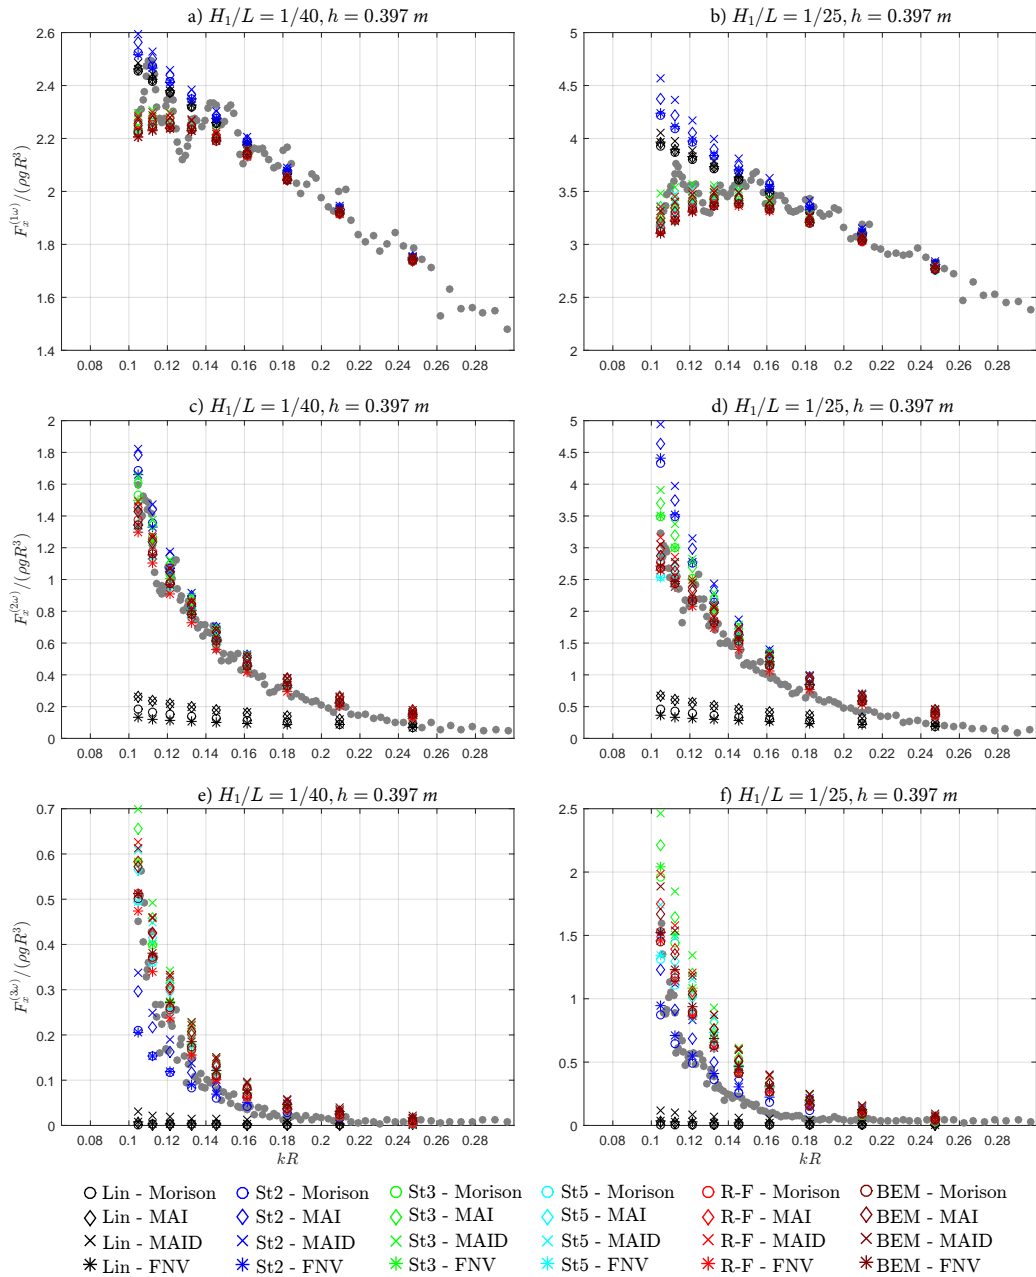 a) H₁/L = 1/40, h = 0.397 m
b) H₁/L = 1/25, h = 0.397 m
2.6
2.4
2.2
2
1.8
1.6
1.4
F_x^(1ω)/(ρgR³)
0.08 0.1 0.12 0.14 0.16 0.18 0.2 0.22 0.24 0.26 0.28
5
4.5
4
3.5
3
2.5
2
0.08 0.1 0.12 0.14 0.16 0.18 0.2 0.22 0.24 0.26 0.28
c) H₁/L = 1/40, h = 0.397 m
d) H₁/L = 1/25, h = 0.397 m
2
1.8
1.6
1.4
1.2
1
0.8
0.6
0.4
0.2
0
F_x^(2ω)/(ρgR³)
0.08 0.1 0.12 0.14 0.16 0.18 0.2 0.22 0.24 0.26 0.28
5
4.5
4
3.5
3
2.5
2
1.5
1
0.5
0
0.08 0.1 0.12 0.14 0.16 0.18 0.2 0.22 0.24 0.26 0.28
e) H₁/L = 1/40, h = 0.397 m
f) H₁/L = 1/25, h = 0.397 m
0.7
0.6
0.5
0.4
0.3
0.2
0.1
0
F_x^(3ω)/(ρgR³)
0.08 0.1 0.12 0.14 0.16 0.18 0.2 0.22 0.24 0.26 0.28
kR
2.5
2
1.5
1
0.5
0
0.08 0.1 0.12 0.14 0.16 0.18 0.2 0.22 0.24 0.26 0.28
kR
Lin - Morison St2 - Morison St3 - Morison St5 - Morison R-F - Morison BEM - Morison
Lin - MAI St2 - MAI St3 - MAI St5 - MAI R-F - MAI BEM - MAI
Lin - MAID St2 - MAID St3 - MAID St5 - MAID R-F - MAID BEM - MAID
Lin - FNV St2 - FNV St3 - FNV St5 - FNV R-F - FNV BEM - FNV